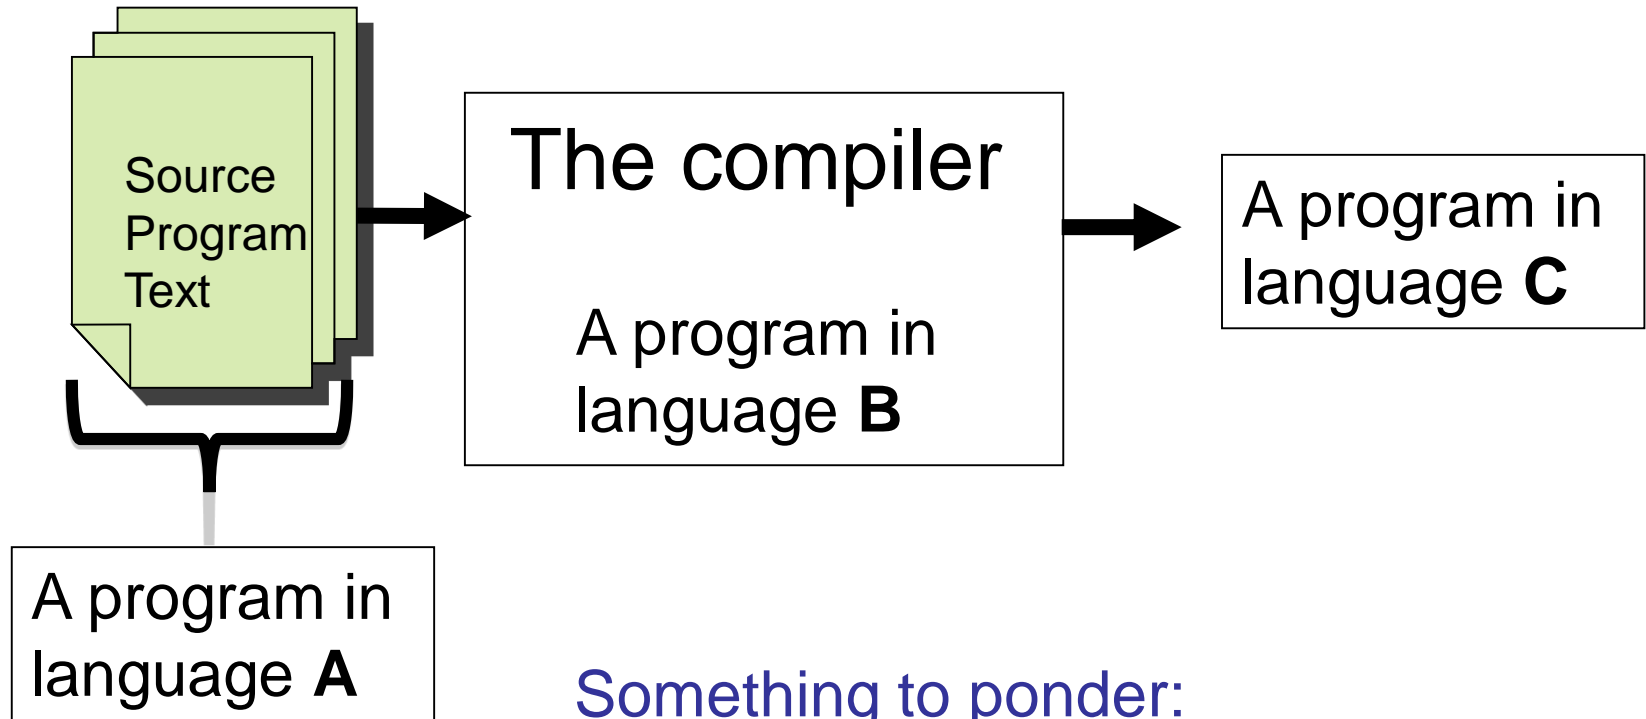 Source
Program
Text
The compiler
A program in
language B
A program in
language C
A program in
language A
Something to ponder: